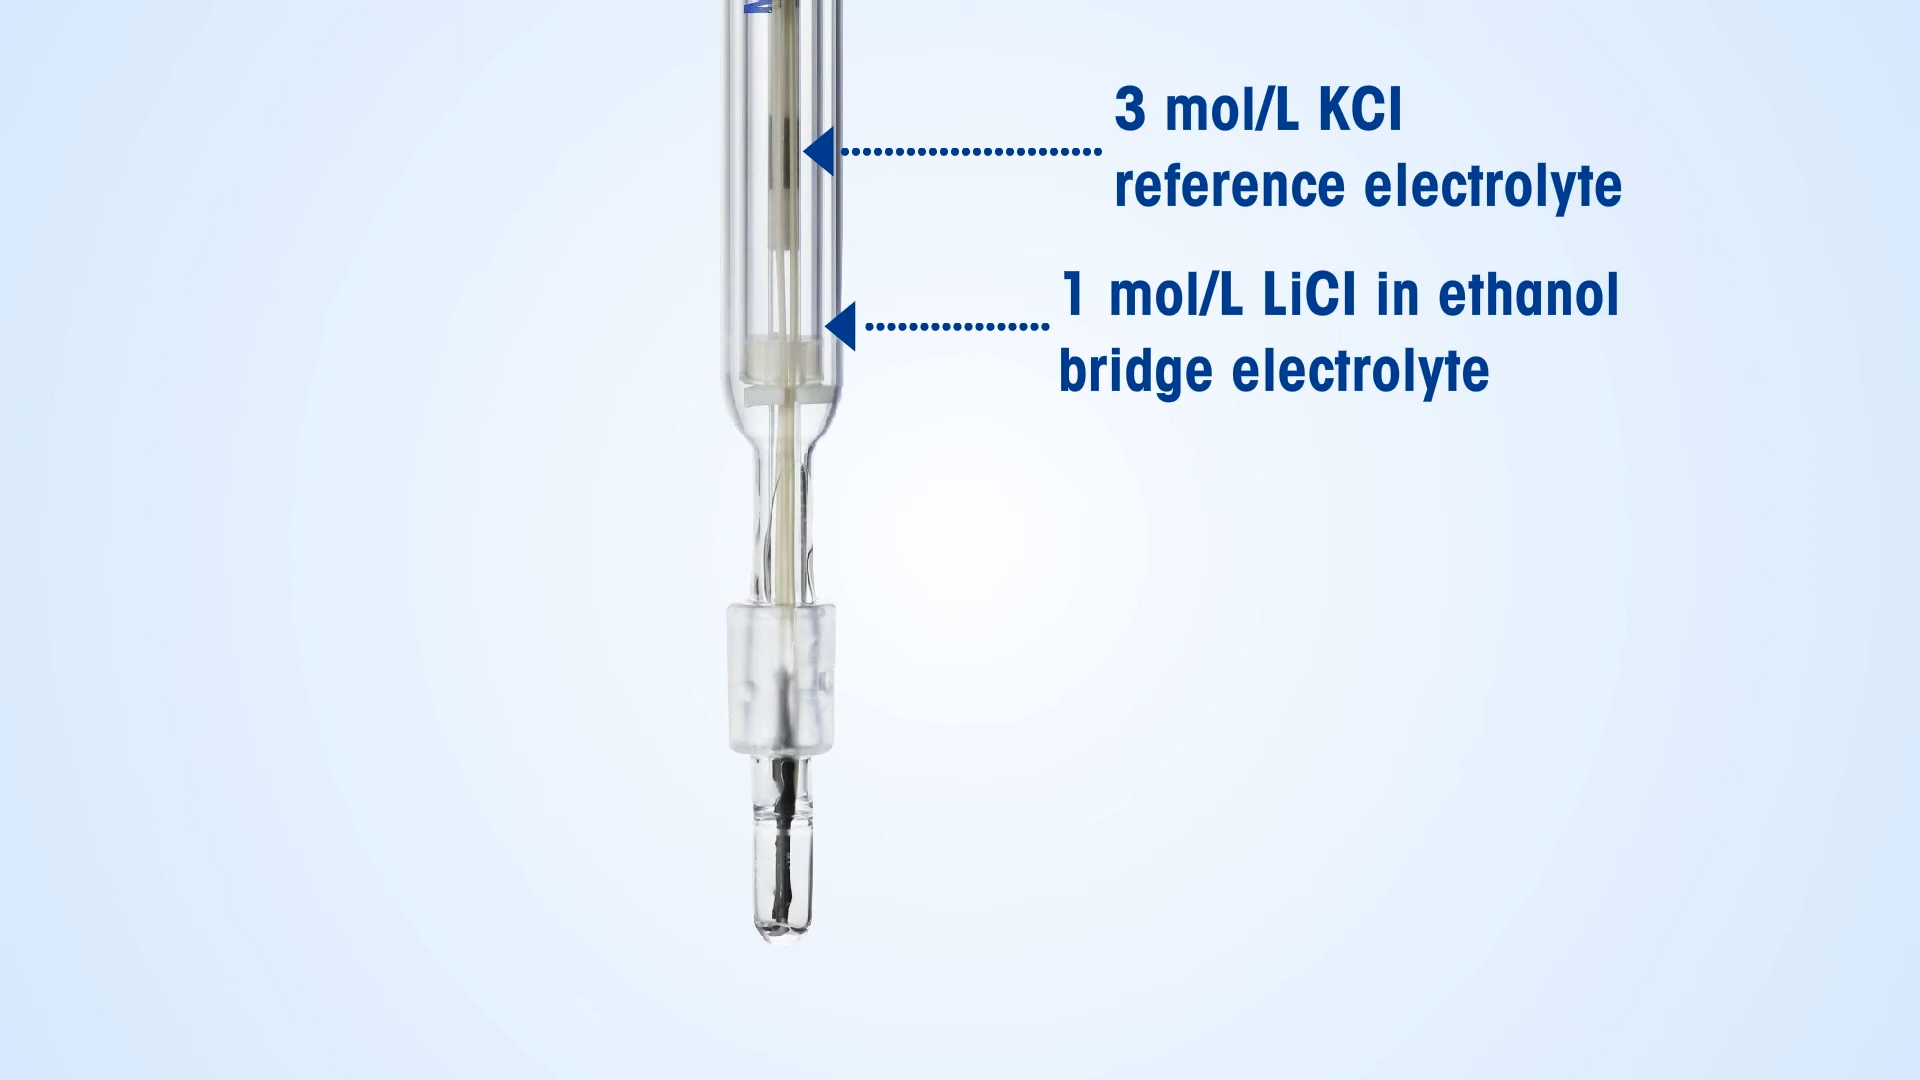 3 mol/L KCl
reference electrolyte
1 mol/L LiCl in ethanol
bridge electrolyte